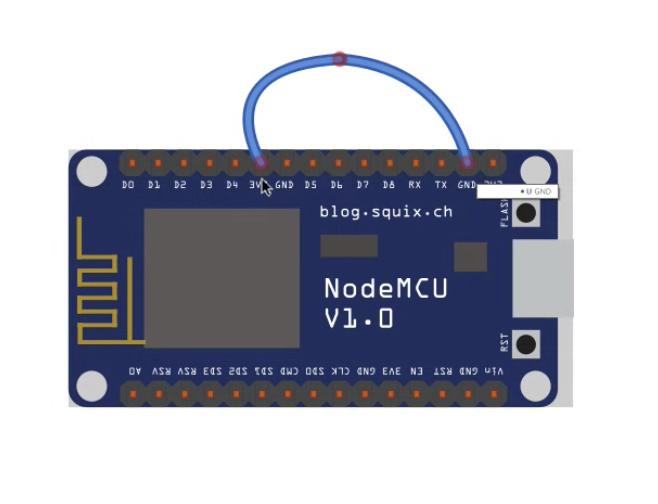 D0 D1 D2 D3 D4 GND D5 D6 D7 D8 RX TX GND
U GND
blog.squix.ch
FLASH
NodeMCU
V1.0
RST
A0 RSV RSV SD3 SD2 SD1 CMD SD0 CLK GND 3V3 EN RST GND Vin